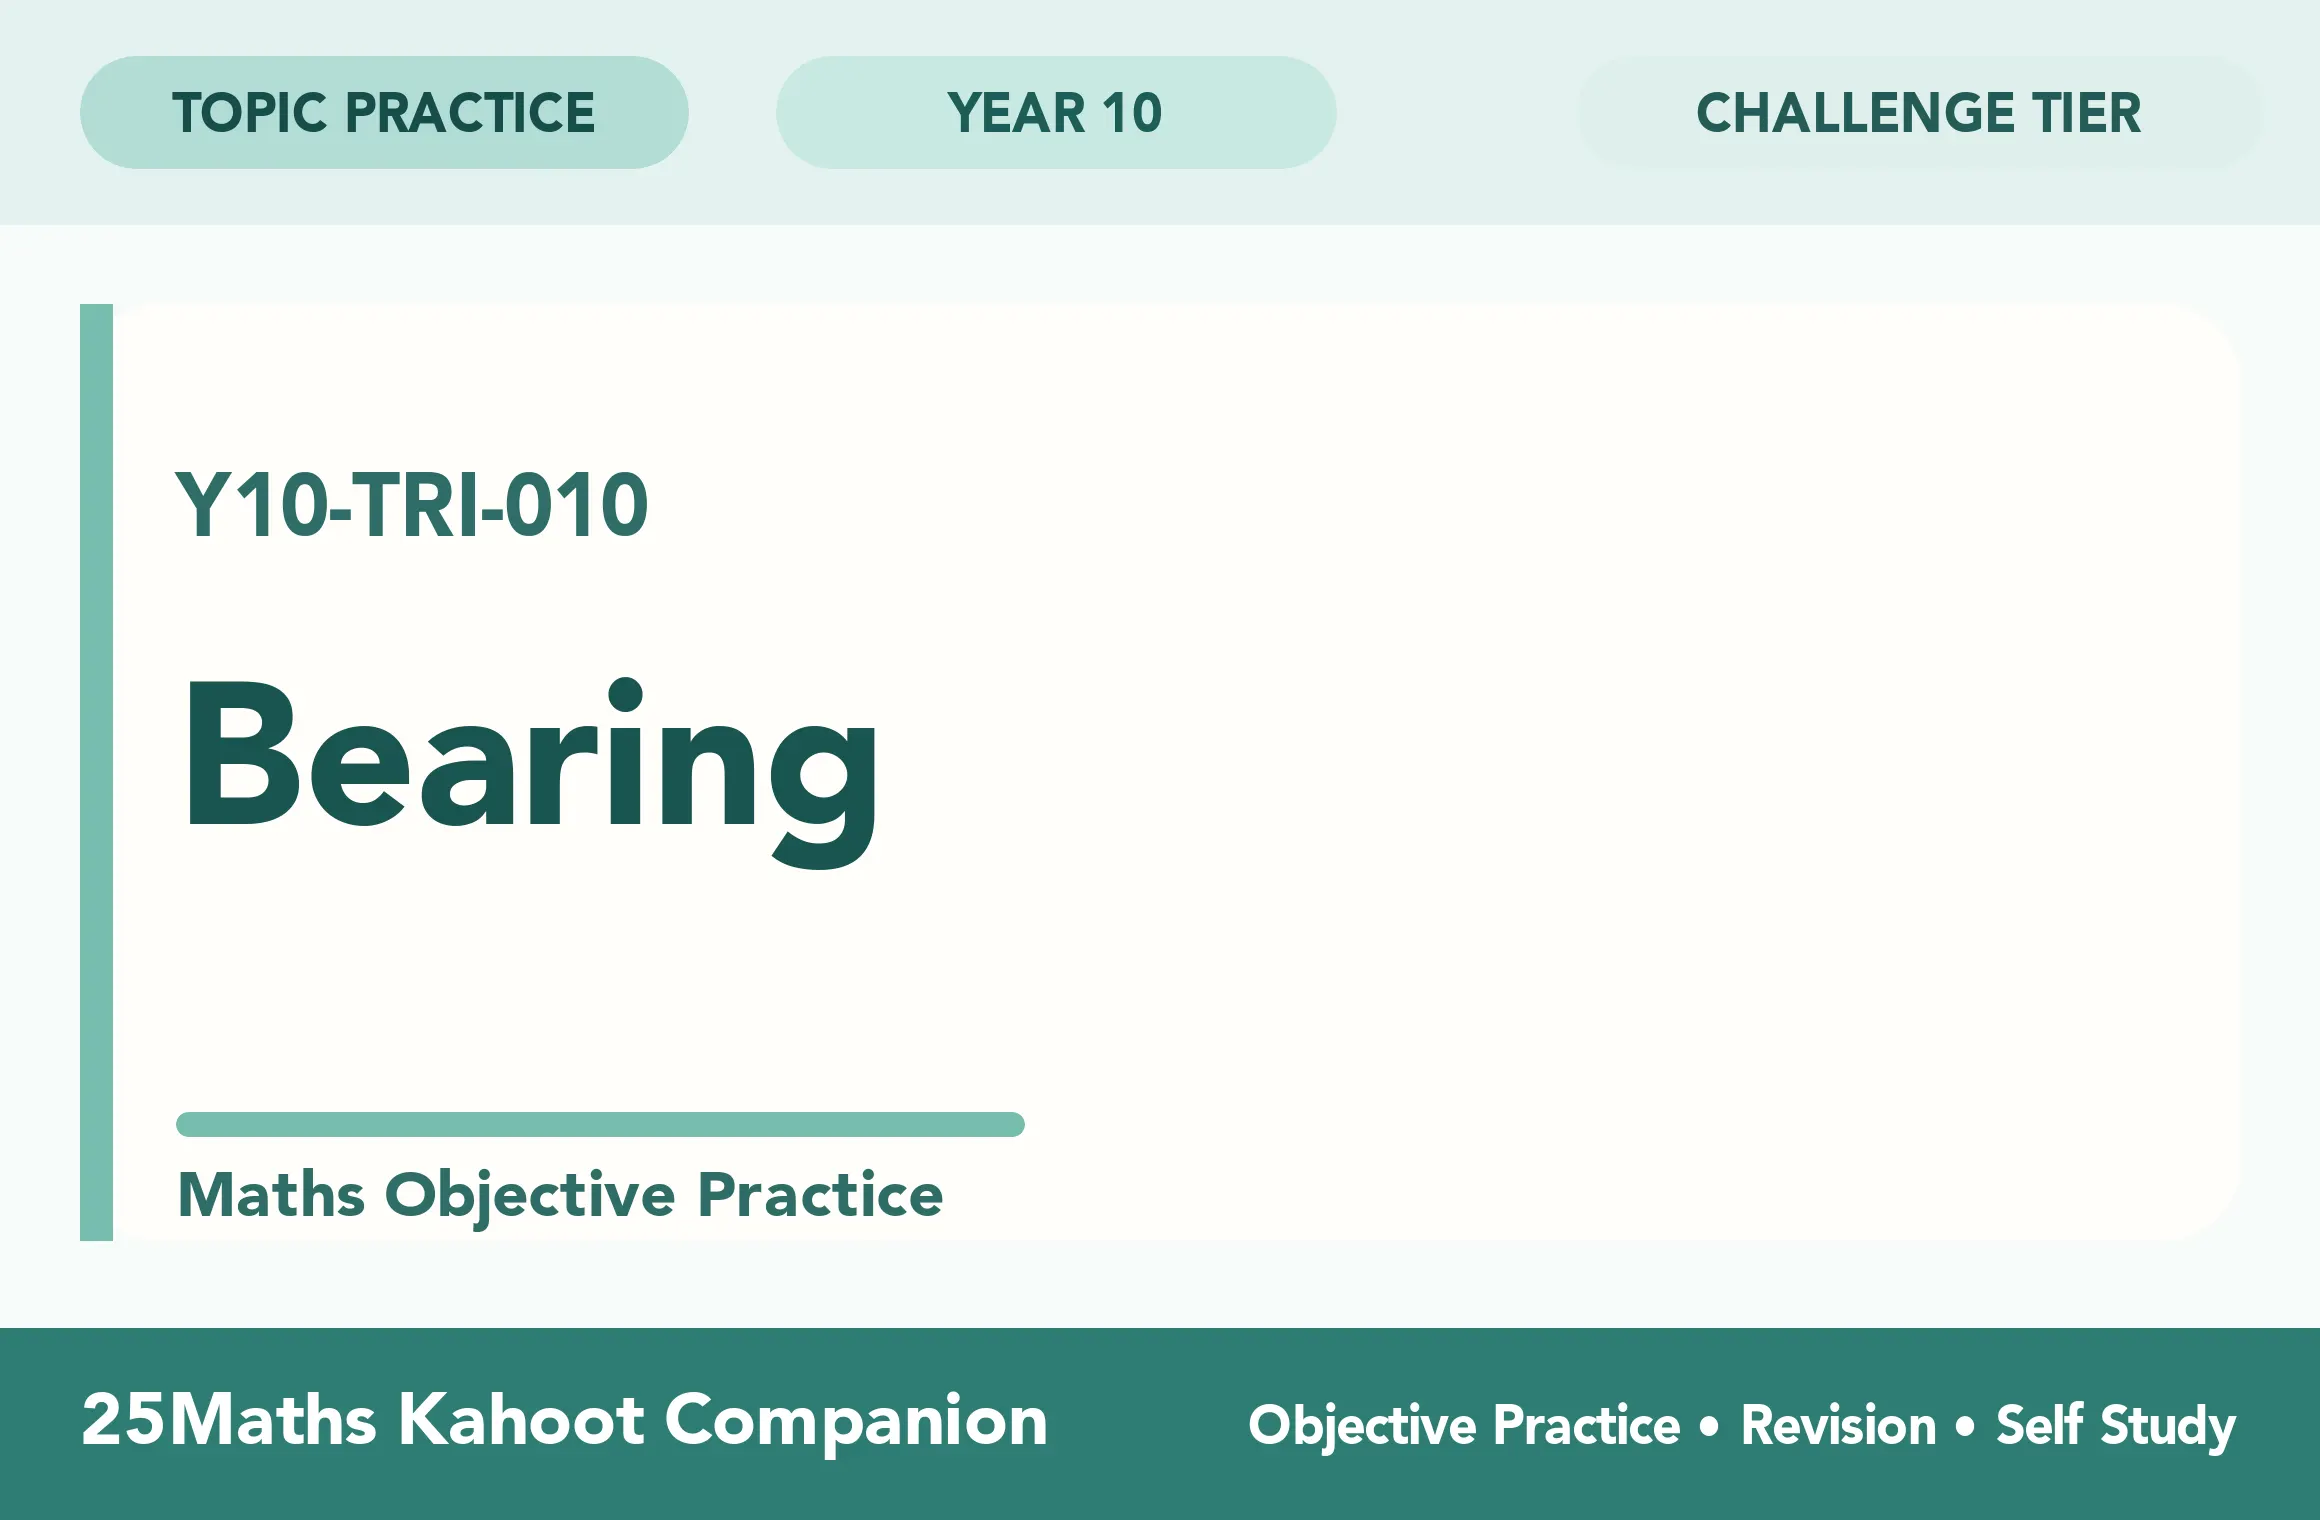 TOPIC PRACTICE
YEAR 10
CHALLENGE TIER
Y10-TRI-010
Bearing
Maths Objective Practice
25Maths Kahoot Companion
Objective Practice • Revision • Self Study